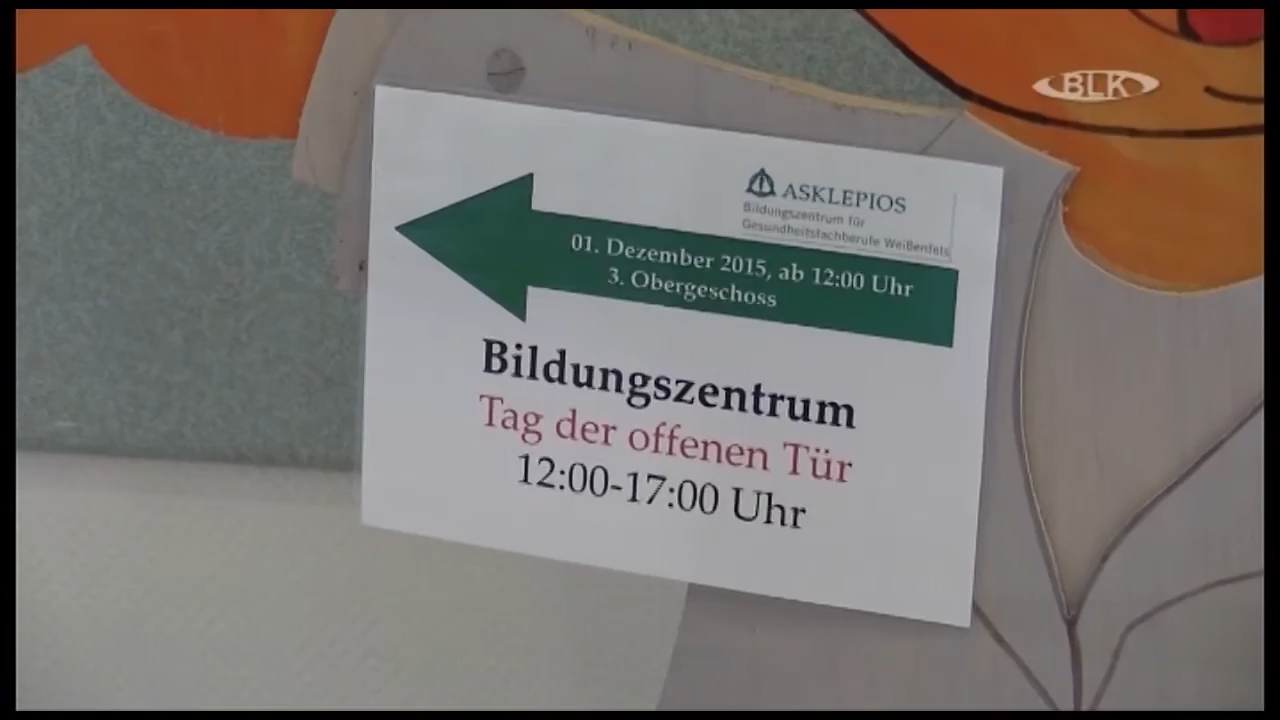 BLK
ASKLEPIOS
Bildungszentrum für
Gesundheitsfachberufe Weißenfels
01. Dezember 2015, ab 12:00 Uhr
3. Obergeschoss
Bildungszentrum
Tag der offenen Tür
12:00-17:00 Uhr